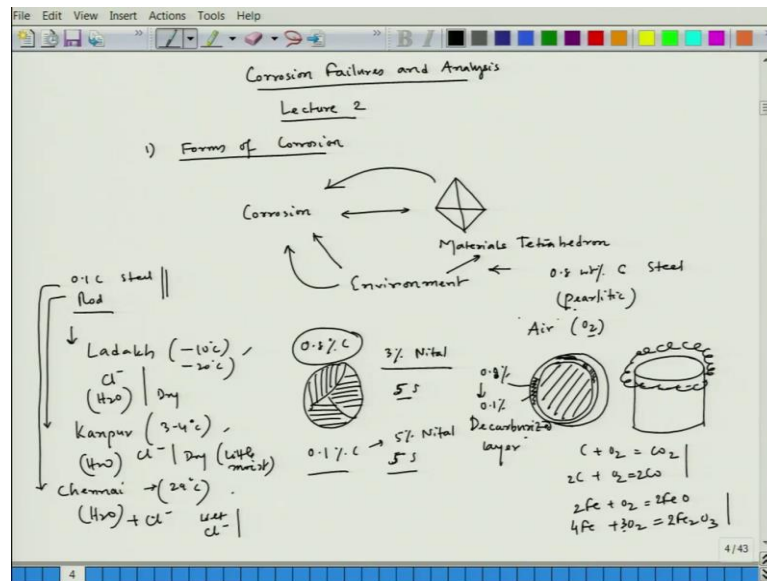 File Edit View Insert Actions Tools Help
Corrosion Failures and Analysis
Lecture 2
1) Forms of Corrosion
Corrosion
Materials Tetrahedron
Environment
0.8 wt% C Steel
(pearlitic)
Air (O2)
0.1 C Steel
Rod
Ladakh (-10°C)
-20°C
Cl-
(H2O) Dry
Kanpur (3-4°C)
(H2O) Cl- Dry (little moist)
Chennai → (29°C)
(H2O) + Cl- wet
Cl-
0.8% C
3% Nital
5 s
0.1% C → 5% Nital
5 s
0.8%
↓
0.1%
Decarburized
layer
C + O2 = CO2
2C + O2 = 2CO
2Fe + O2 = 2FeO
4Fe + 3O2 = 2Fe2O3
4/43
4